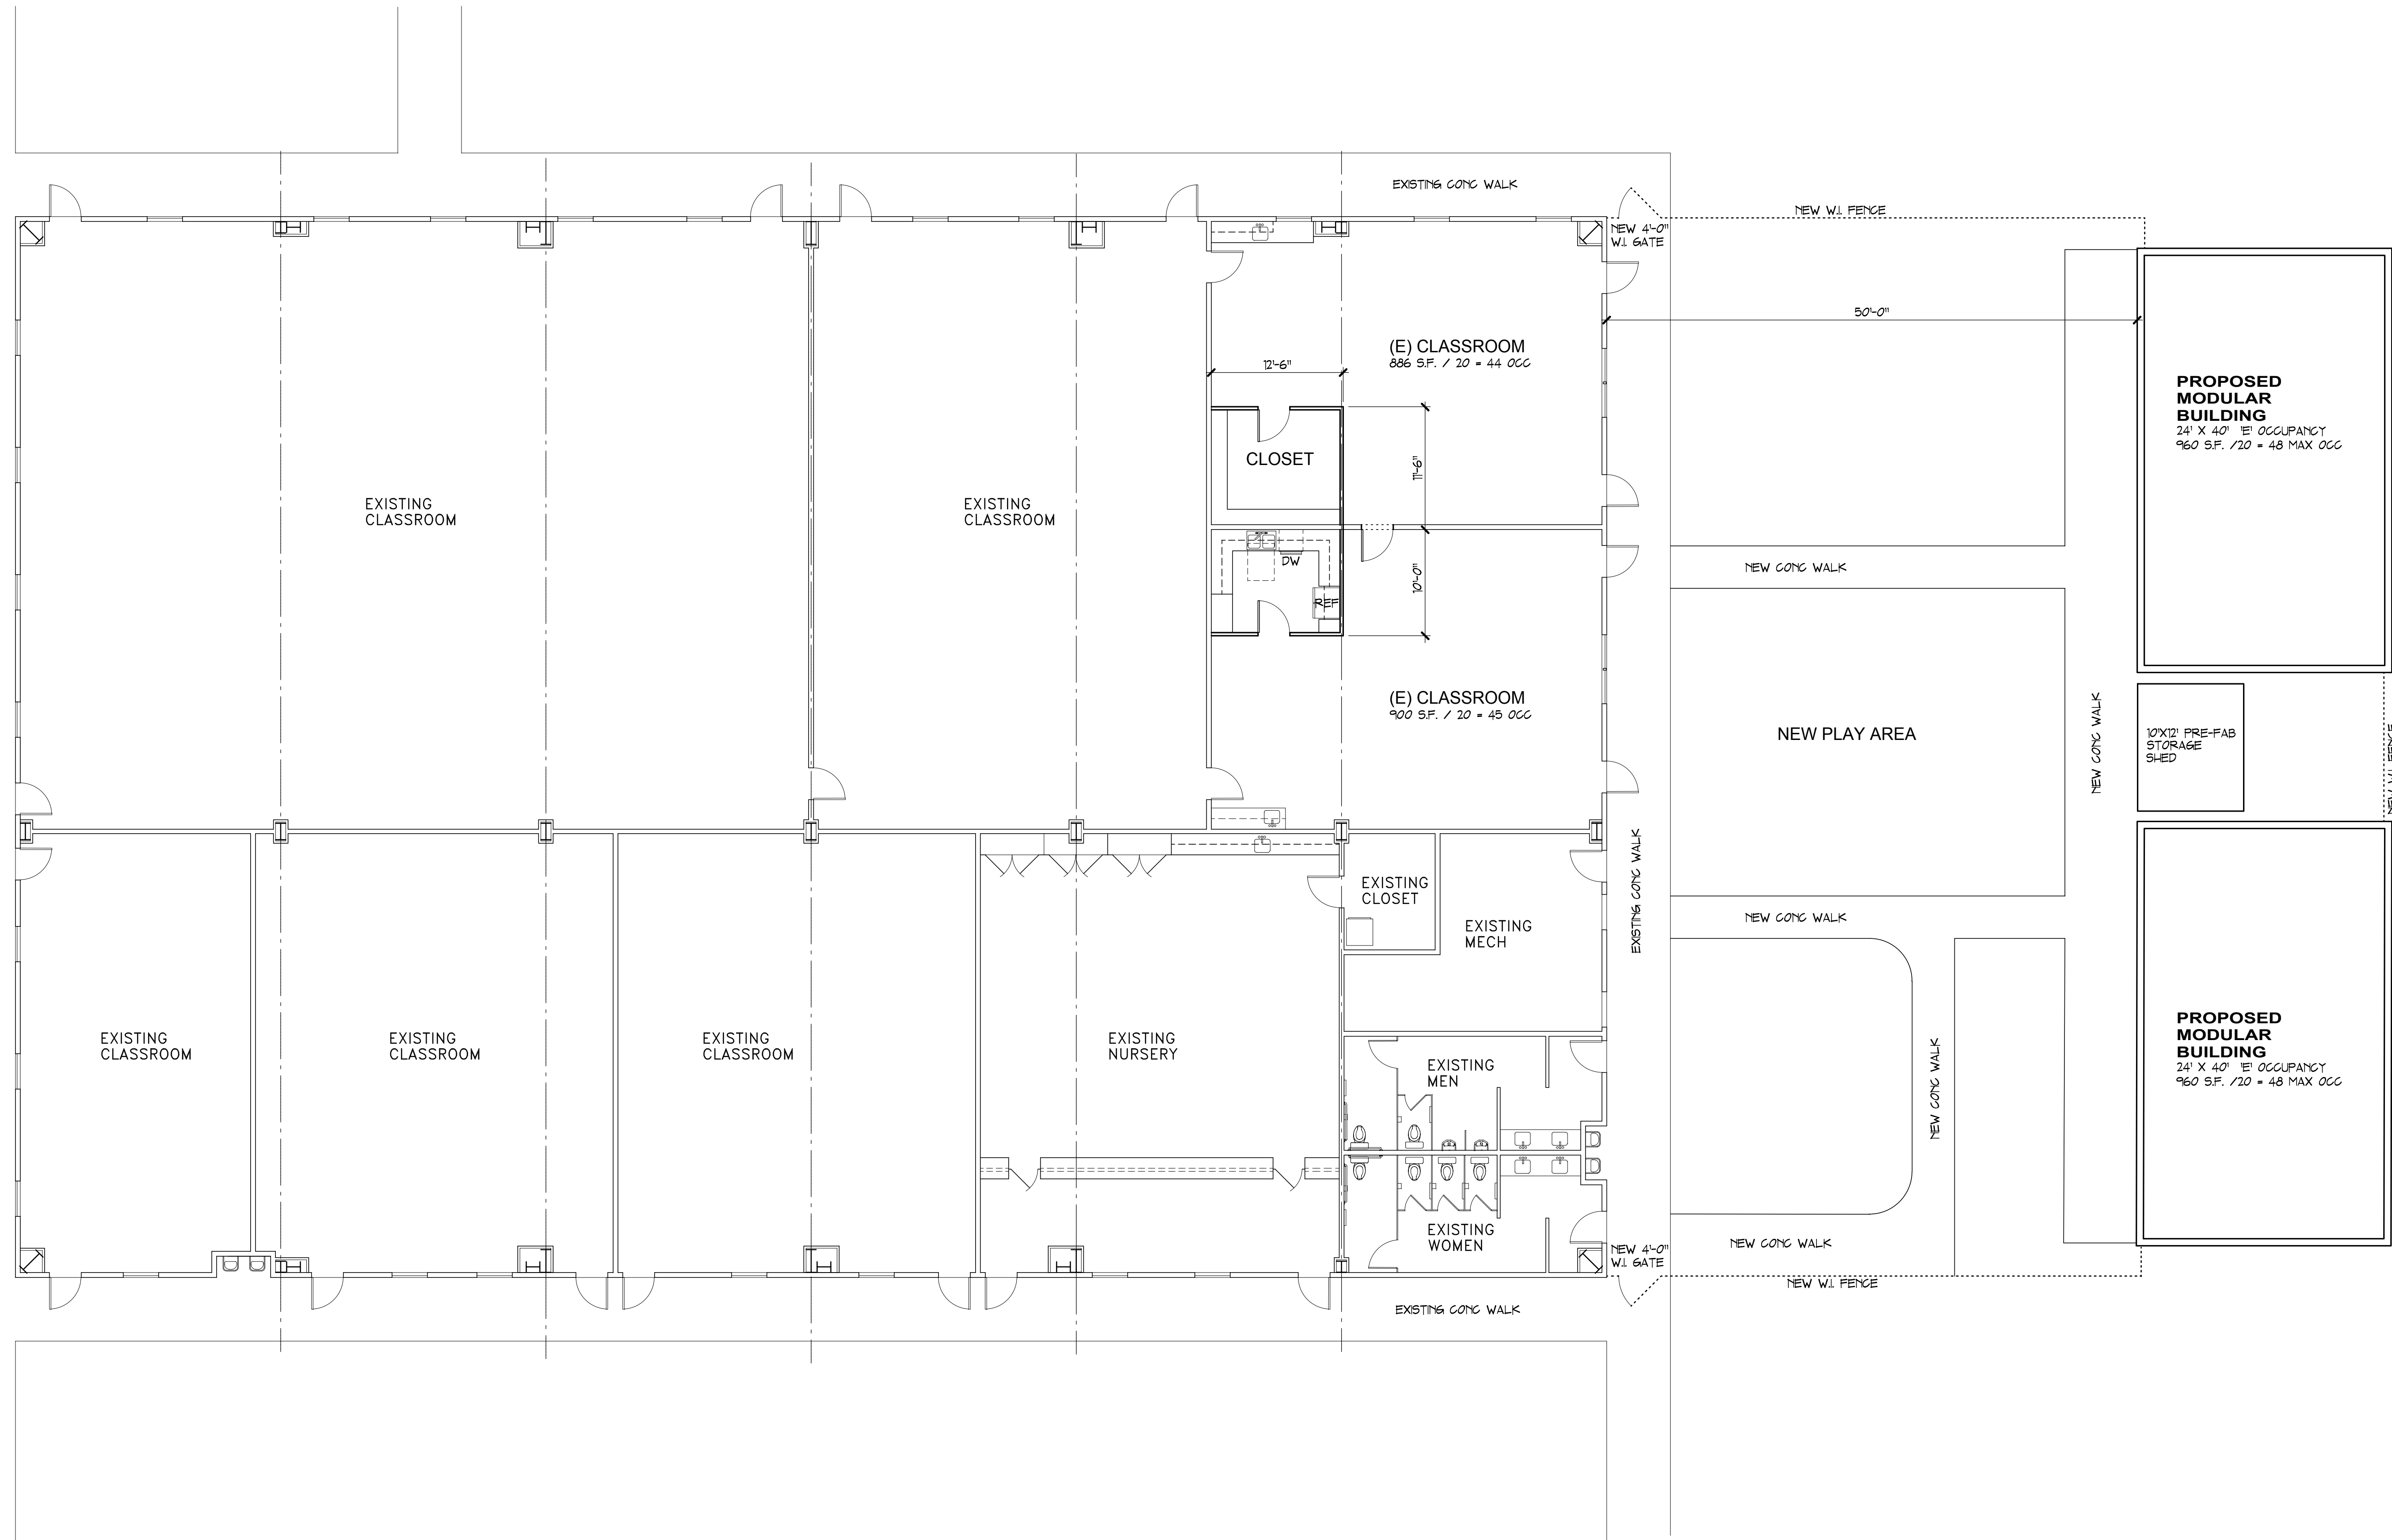 EXISTING CONC WALK
NEW W.I. FENCE
NEW 4'-0"
W.I. GATE
50'-0"
(E) CLASSROOM
886 S.F. / 20 = 44 OCC
12'-6"
PROPOSED
MODULAR
BUILDING
24' X 40' 'E' OCCUPANCY
960 S.F. /20 = 48 MAX OCC
CLOSET
11'-6"
EXISTING
CLASSROOM
EXISTING
CLASSROOM
DW
REF
10'-0"
NEW CONC WALK
(E) CLASSROOM
900 S.F. / 20 = 45 OCC
NEW PLAY AREA
NEW CONC WALK
10'X12' PRE-FAB
STORAGE
SHED
NEW W.I. FENCE
EXISTING
CLOSET
EXISTING
MECH
EXISTING CONC WALK
NEW CONC WALK
EXISTING
CLASSROOM
EXISTING
CLASSROOM
EXISTING
CLASSROOM
EXISTING
NURSERY
EXISTING
MEN
NEW CONC WALK
PROPOSED
MODULAR
BUILDING
24' X 40' 'E' OCCUPANCY
960 S.F. /20 = 48 MAX OCC
EXISTING
WOMEN
NEW 4'-0"
W.I. GATE
NEW CONC WALK
NEW W.I. FENCE
EXISTING CONC WALK